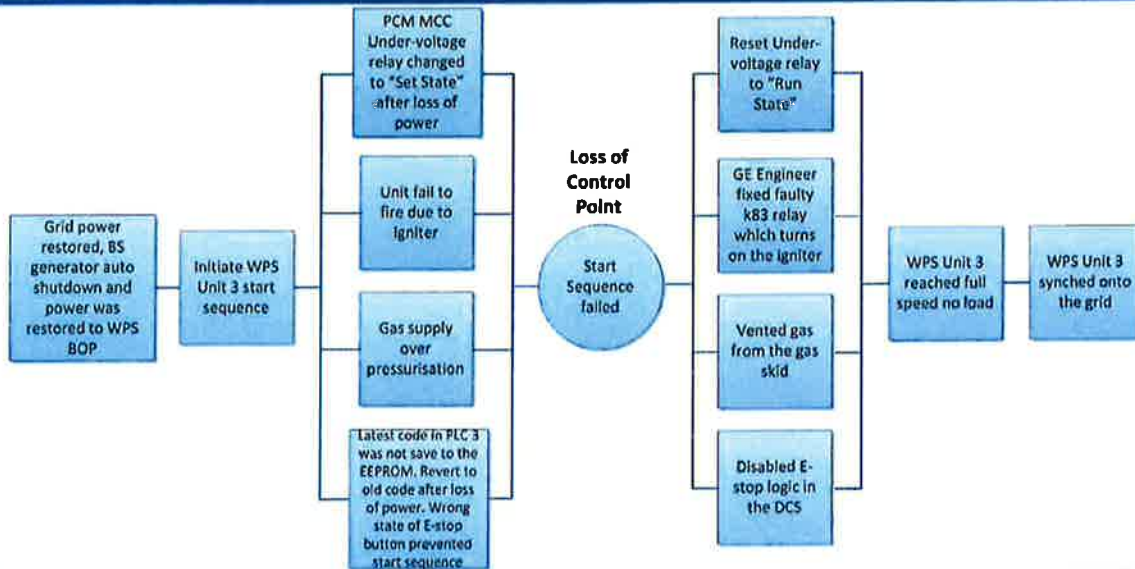 Grid power
restored, BS
generator auto
shutdown and
power was
restored to WPS
BOP
Initiate WPS
Unit 3 start
sequence
PCM MCC
Under-voltage
relay changed
to "Set State"
after loss of
power
Unit fail to
fire due to
igniter
Gas supply
over
pressurisation
Latest code in PLC 3
was not save to the
EEPROM. Revert to
old code after loss
of power. Wrong
state of E-stop
button prevented
start sequence
Loss of
Control
Point
Start
Sequence
failed
Reset Under-
voltage relay
to "Run
State"
GE Engineer
fixed faulty
k83 relay
which turns
on the igniter
Vented gas
from the gas
skid
Disabled E-
stop logic in
the DCS
WPS Unit 3
reached full
speed no load
WPS Unit 3
synched onto
the grid